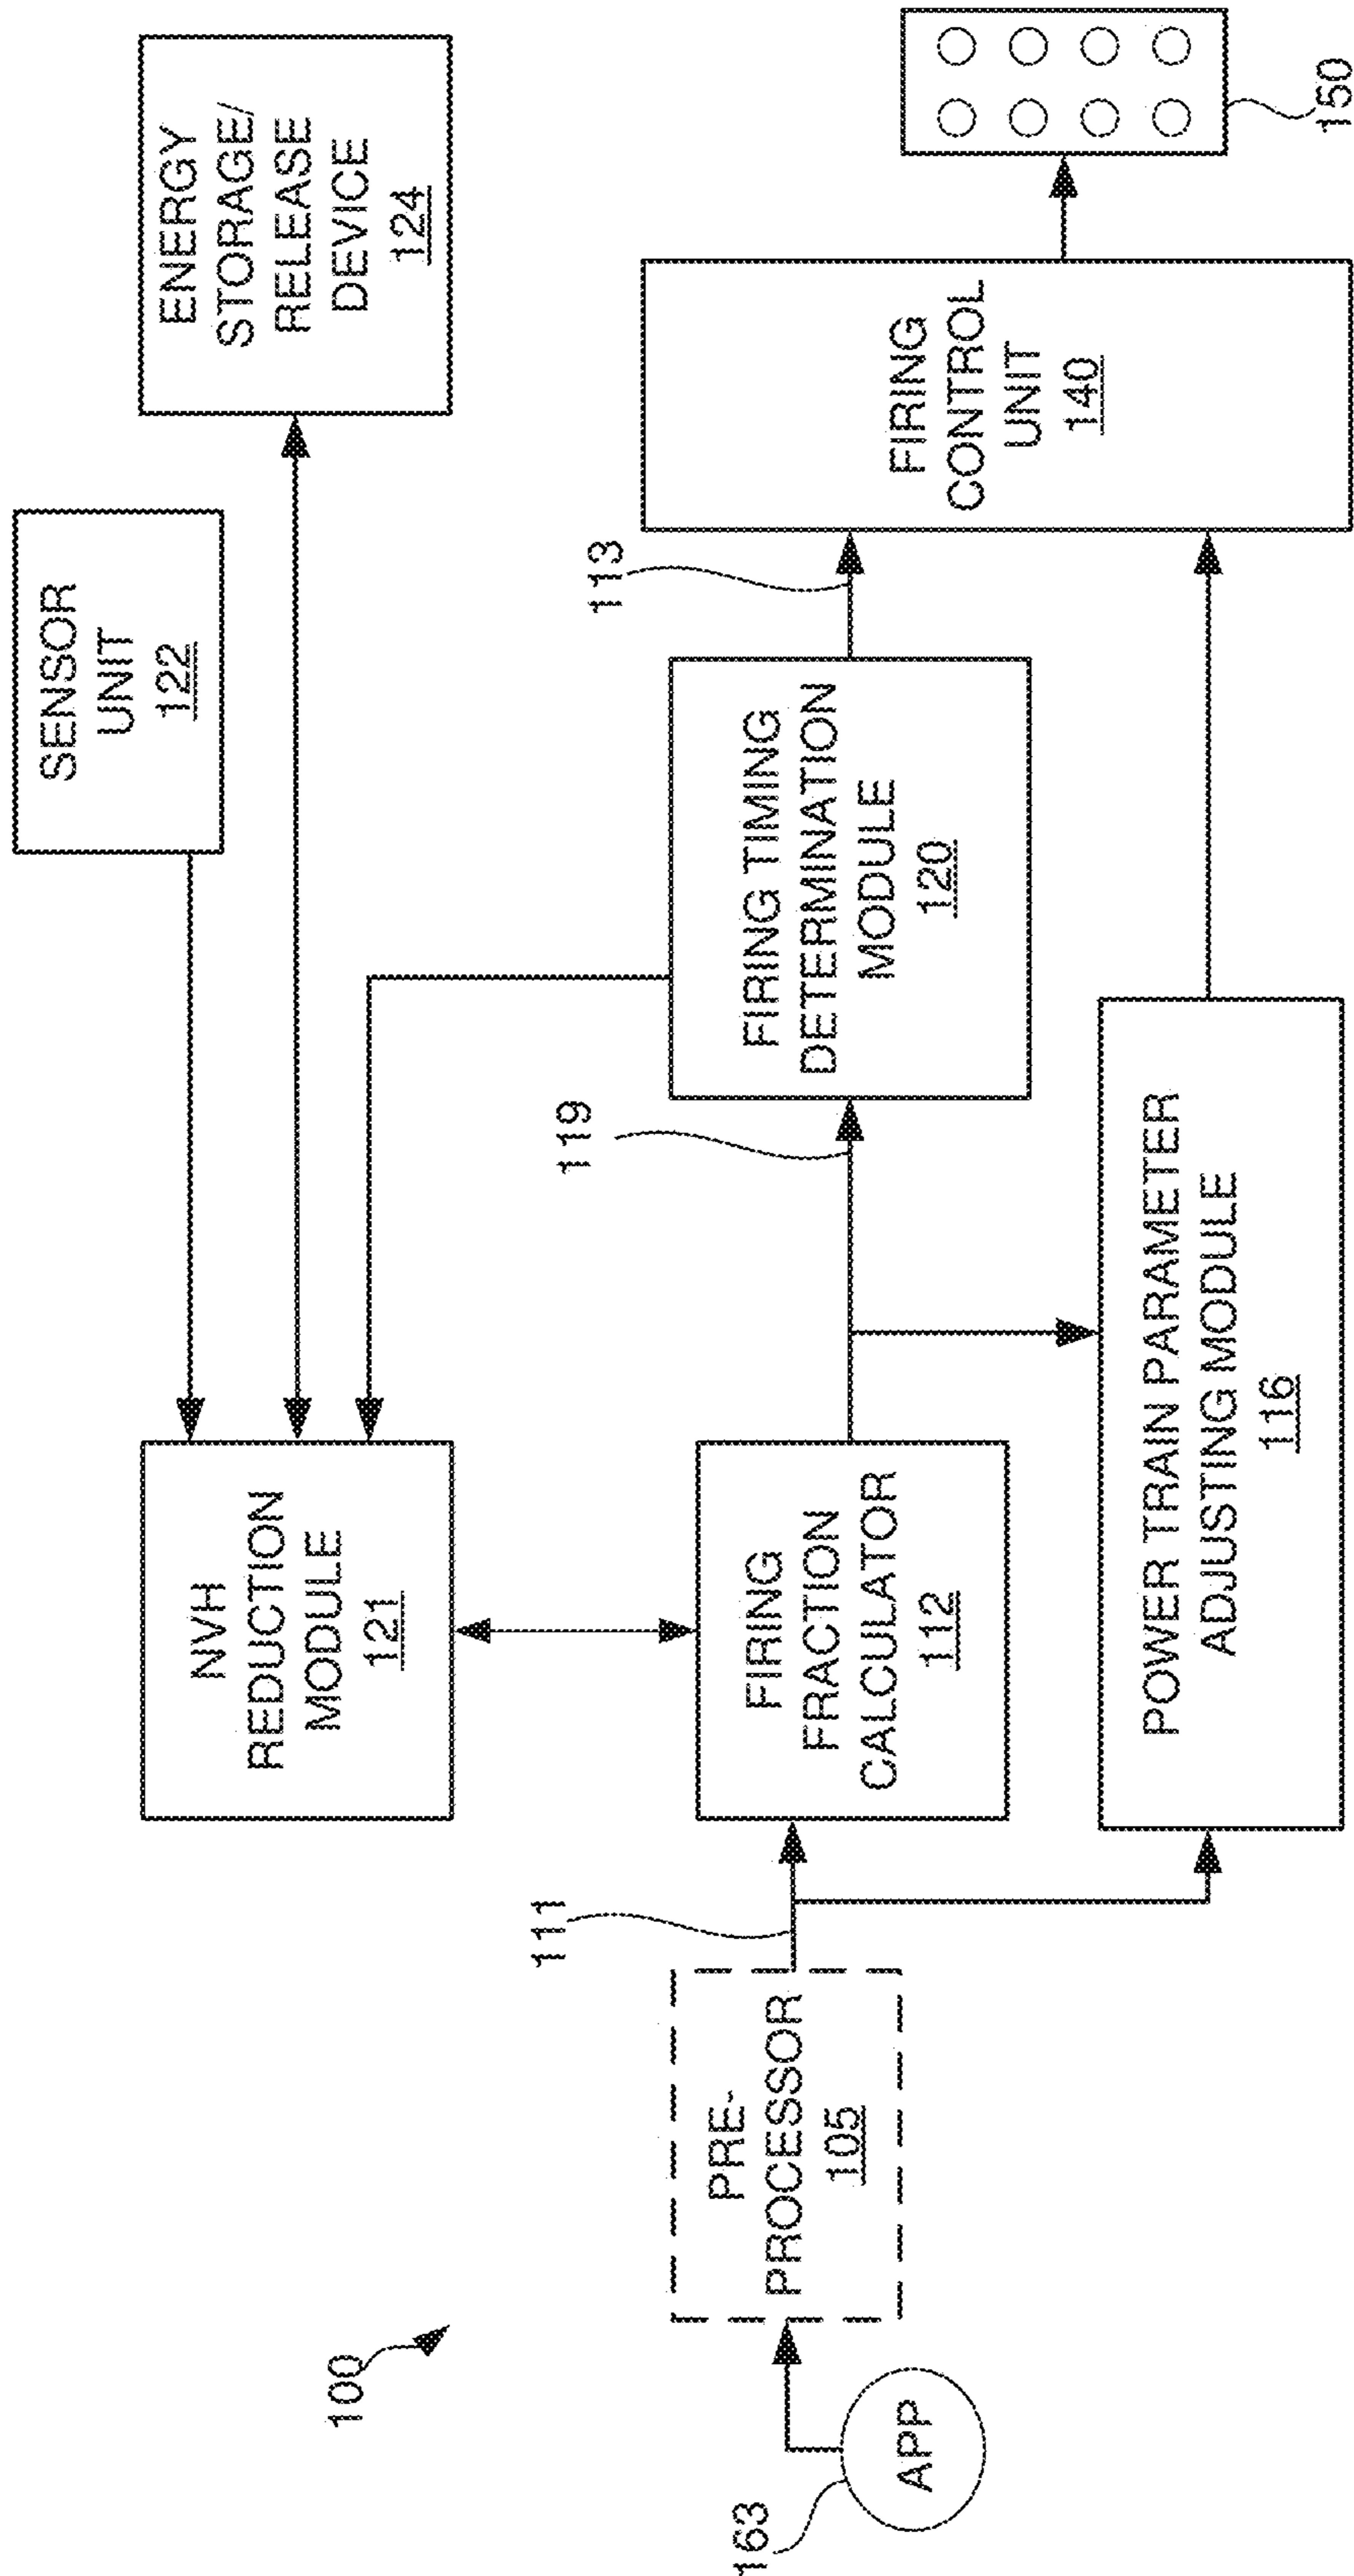 100
163
APP
PRE-
PROCESSOR
105
111
NVH
REDUCTION
MODULE
121
FIRING
FRACTION
CALCULATOR
112
POWER TRAIN PARAMETER
ADJUSTING MODULE
116
119
FIRING TIMING
DETERMINATION
MODULE
120
113
SENSOR
UNIT
122
ENERGY
STORAGE/
RELEASE
DEVICE
124
FIRING
CONTROL
UNIT
140
150